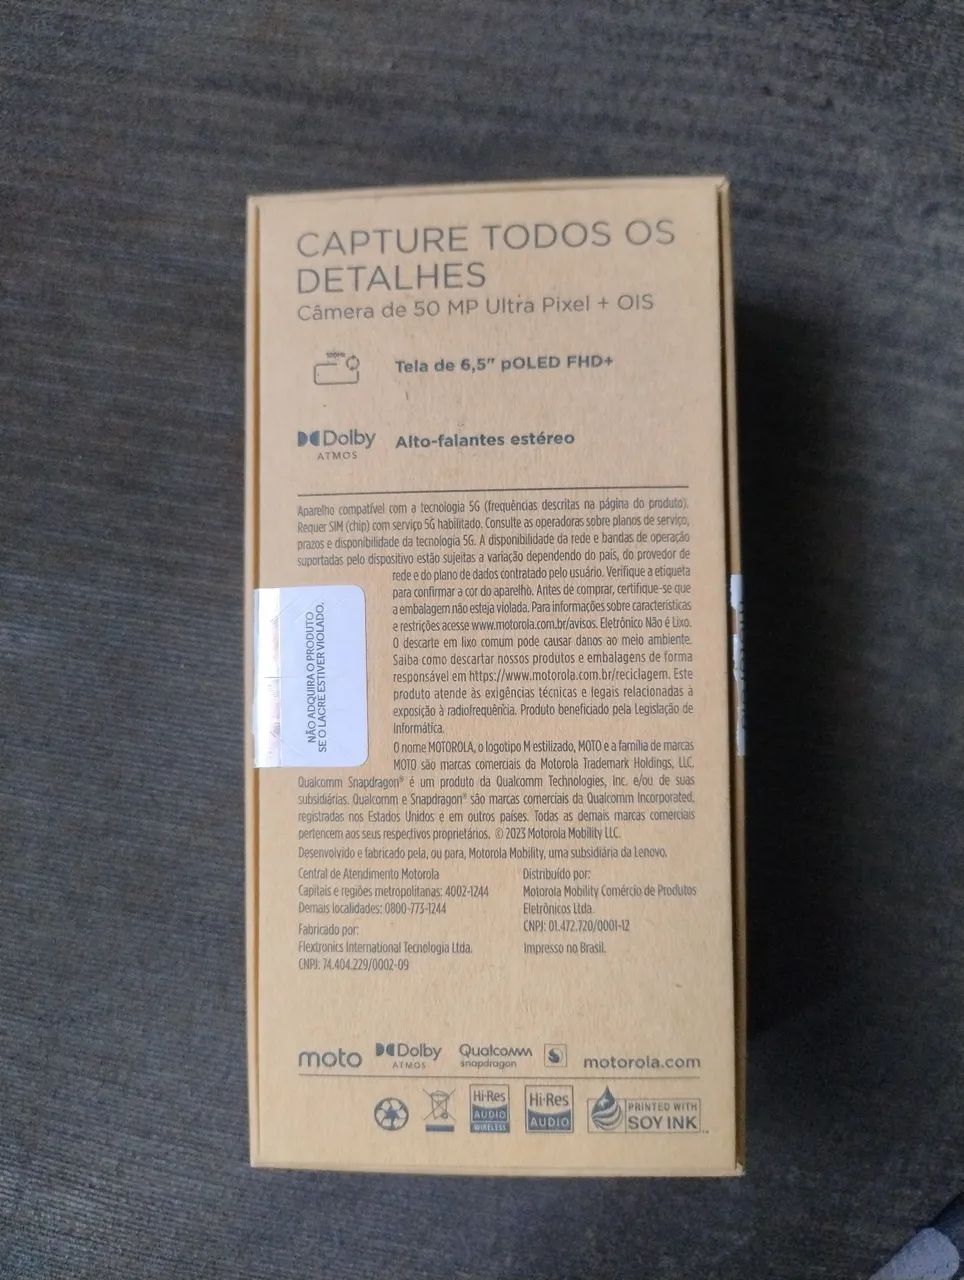 CAPTURE TODOS OS
DETALHES
Câmera de 50 MP Ultra Pixel + OIS
Tela de 6,5" pOLED FHD+
Dolby
ATMOS
Alto-falantes estéreo
Aparelho compatível com a tecnologia 5G (frequências descritas na página do produto).
Requer SIM (chip) com serviço 5G habilitado. Consulte as operadoras sobre planos de serviço,
prazos e disponibilidade da tecnologia 5G. A disponibilidade da rede e bandas de operação
suportadas pelo dispositivo estão sujeitas a variação dependendo do país, do provedor de
rede e do plano de dados contratado pelo usuário. Verifique a etiqueta
para confirmar a cor do aparelho. Antes de comprar, certifique-se que
a embalagem não esteja violada. Para informações sobre características
e restrições acesse www.motorola.com.br/avisos. Eletrônico Não é Lixo.
O descarte em lixo comum pode causar danos ao meio ambiente.
Saiba como descartar nossos produtos e embalagens de forma
responsável em https://www.motorola.com.br/reciclagem. Este
produto atende às exigências técnicas e legais relacionadas à
exposição à radiofrequência. Produto beneficiado pela Legislação de
Informática.
NÃO ADQUIRA O PRODUTO
SE O LACRE ESTIVER VIOLADO.
O nome MOTOROLA, o logotipo M estilizado, MOTO e a família de marcas
MOTO são marcas comerciais da Motorola Trademark Holdings, LLC.
Qualcomm Snapdragon® é um produto da Qualcomm Technologies, Inc. e/ou de suas
subsidiárias. Qualcomm e Snapdragon® são marcas comerciais da Qualcomm Incorporated,
registradas nos Estados Unidos e em outros países. Todas as demais marcas comerciais
pertencem aos seus respectivos proprietários. © 2023 Motorola Mobility LLC.
Desenvolvido e fabricado pela, ou para, Motorola Mobility, uma subsidiária da Lenovo.
Central de Atendimento Motorola
Capitais e regiões metropolitanas: 4002-1244
Demais localidades: 0800-773-1244
Fabricado por:
Flextronics International Tecnologia Ltda.
CNPJ: 74.404.229/0002-09
Distribuído por:
Motorola Mobility Comércio de Produtos
Eletrônicos Ltda.
CNPJ: 01.472.720/0001-12
Impresso no Brasil.
moto
Dolby
ATMOS
Qualcomm
snapdragon
motorola.com
Hi-Res
AUDIO
WIRELESS
Hi-Res
AUDIO
PRINTED WITH
SOY INK